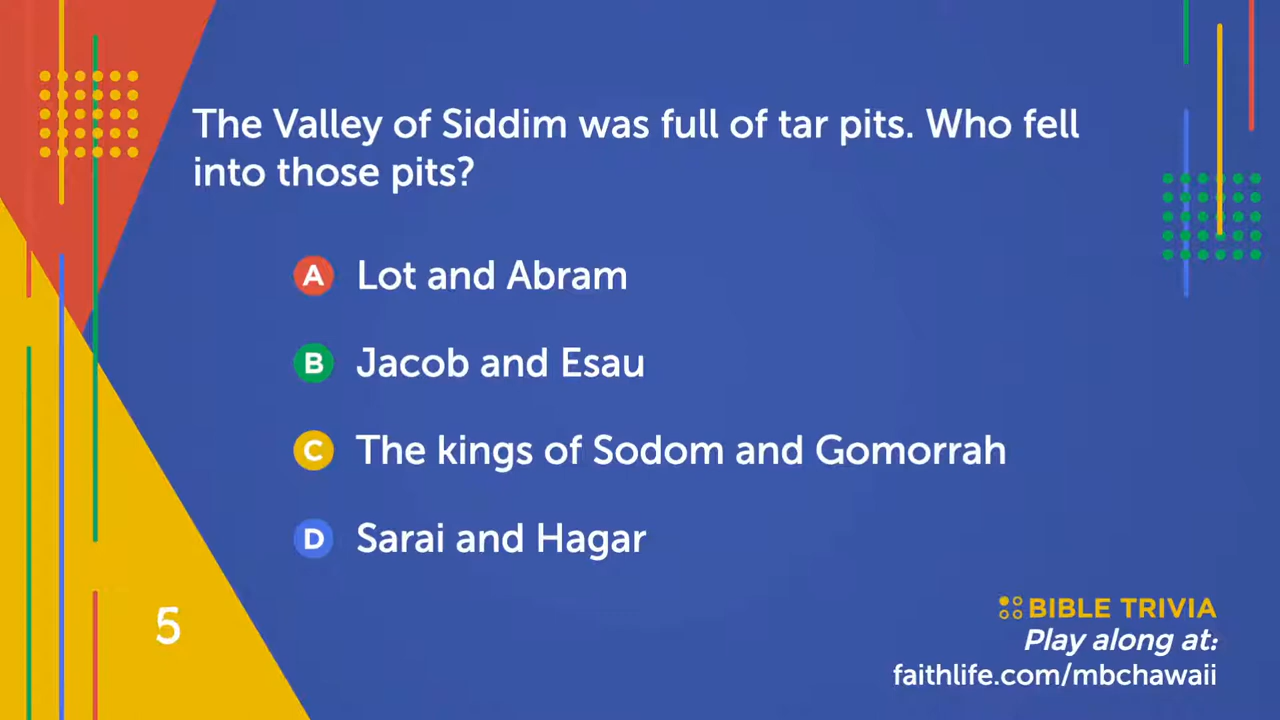 The Valley of Siddim was full of tar pits. Who fell
into those pits?
A Lot and Abram
B Jacob and Esau
C The kings of Sodom and Gomorrah
D Sarai and Hagar
5
BIBLE TRIVIA
Play along at:
faithlife.com/mbchawaii